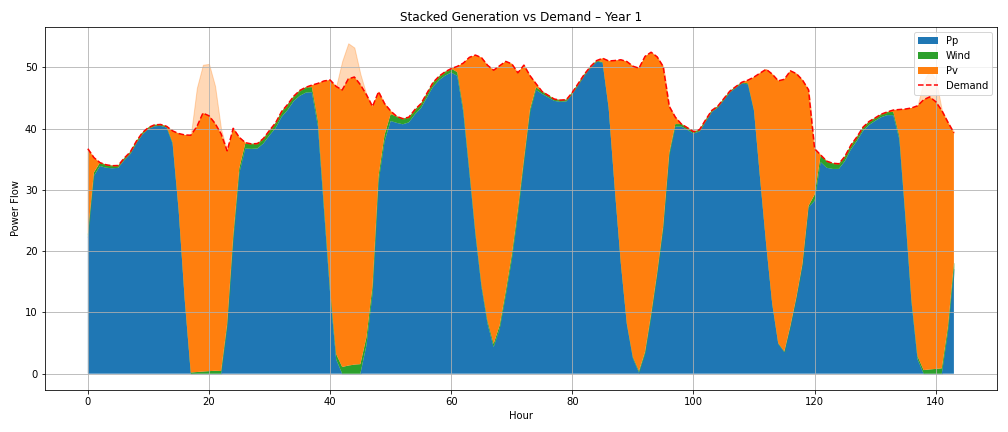 Stacked Generation vs Demand – Year 1
Pp
Wind
Pv
Demand
Power Flow
50
40
30
20
10
0
0 20 40 60 80 100 120 140
Hour